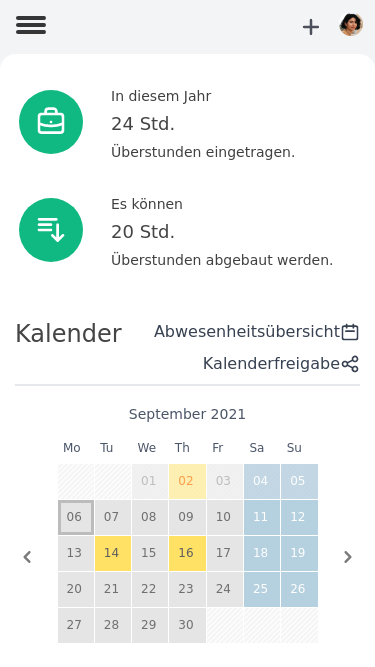 In diesem Jahr
24 Std.
Überstunden eingetragen.
Es können
20 Std.
Überstunden abgebaut werden.
Kalender
Abwesenheitsübersicht
Kalenderfreigabe
September 2021
Mo Tu We Th Fr Sa Su
01 02 03 04 05
06 07 08 09 10 11 12
13 14 15 16 17 18 19
20 21 22 23 24 25 26
27 28 29 30